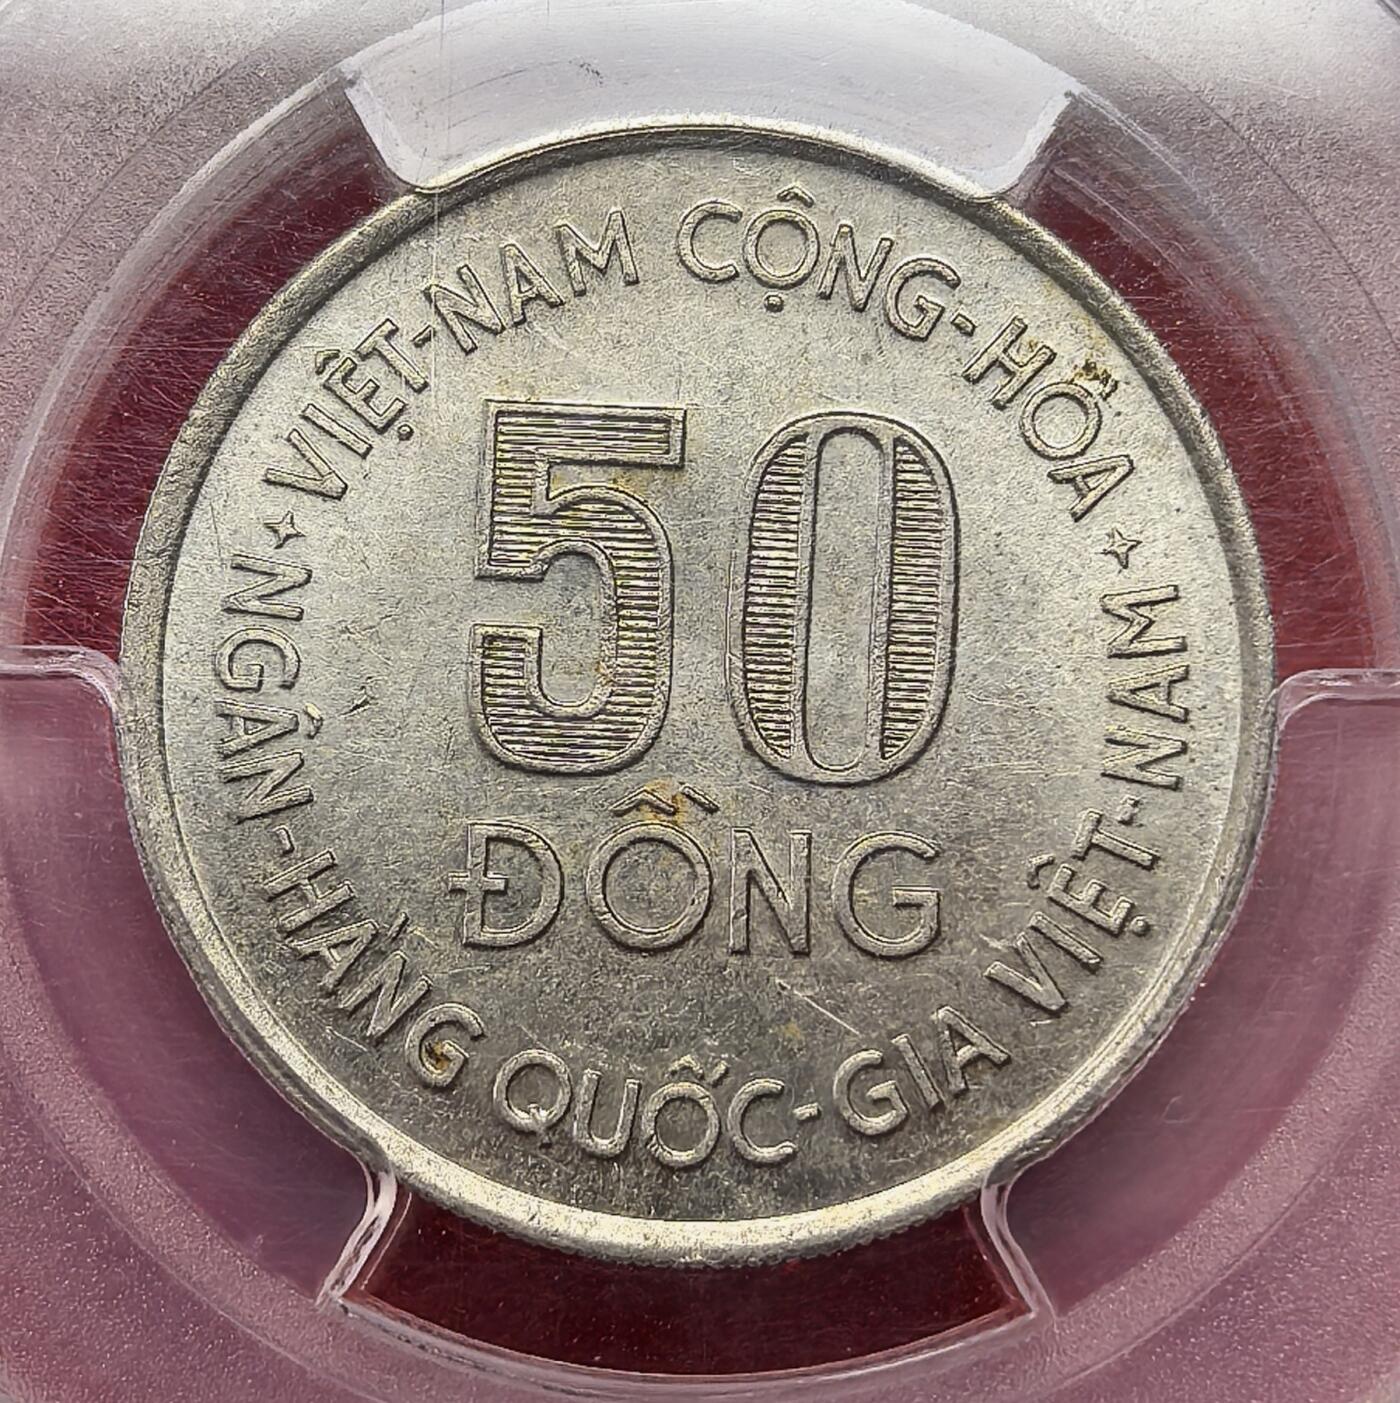 VIỆT-NAM CỘNG-HÒA
50
ĐỒNG
NGÂN-HÀNG QUỐC-GIA VIỆT-NAM